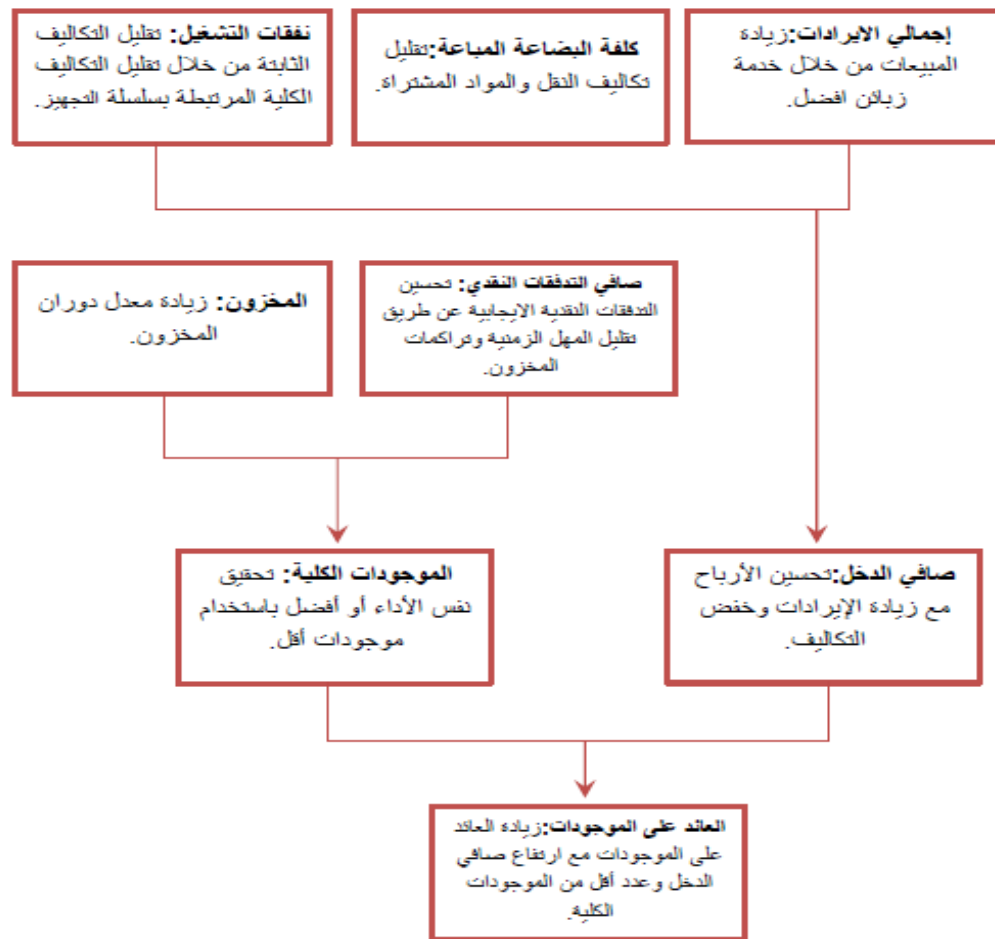 إجمالي الايرادات:زيادة
المبيعات من خلال خدمة
زبائن افضل.
كلفة البضاعة المباعة:تقليل
تكاليف النقل والمواد المشتراة.
نفقات التشغيل: تقليل التكاليف
الثابتة من خلال تقليل التكاليف
الكلية المرتبطة بسلسلة التجهيز.
صافي التدفقات النقدي: تحسين
التدفقات النقدية الايجابية عن طريق
تقليل المهل الزمنية وتراكمات
المخزون.
المخزون: زيادة معدل دوران
المخزون.
صافي الدخل:تحسين الأرباح
مع زيادة الإيرادات وخفض
التكاليف.
الموجودات الكلية: تحقيق
نفس الأداء أو أفضل باستخدام
موجودات أقل.
العائد على الموجودات:زيادة العائد
على الموجودات مع ارتفاع صافي
الدخل وعدد أقل من الموجودات
الكلية.